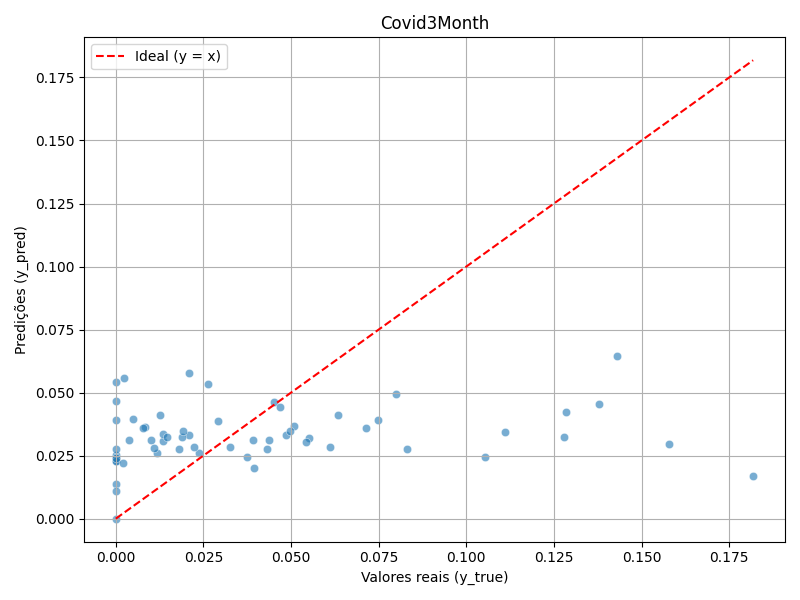 Covid3Month
Ideal (y = x)
Predições (y_pred)
0.175
0.150
0.125
0.100
0.075
0.050
0.025
0.000
0.000 0.025 0.050 0.075 0.100 0.125 0.150 0.175
Valores reais (y_true)